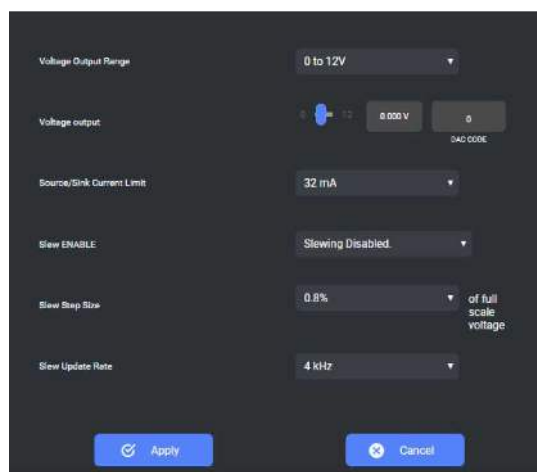 Voltage Output Range 0 to 12V
Voltage output 0 12 0.000 V 0
DAC CODE
Source/Sink Current Limit 32 mA
Slew ENABLE Slewing Disabled.
Slew Step Size 0.8% of full
scale
voltage
Slew Update Rate 4 kHz
Apply Cancel